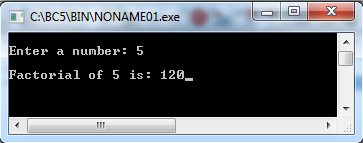 C:\BC5\BIN\NONAME01.exe
Enter a number: 5
Factorial of 5 is: 120_